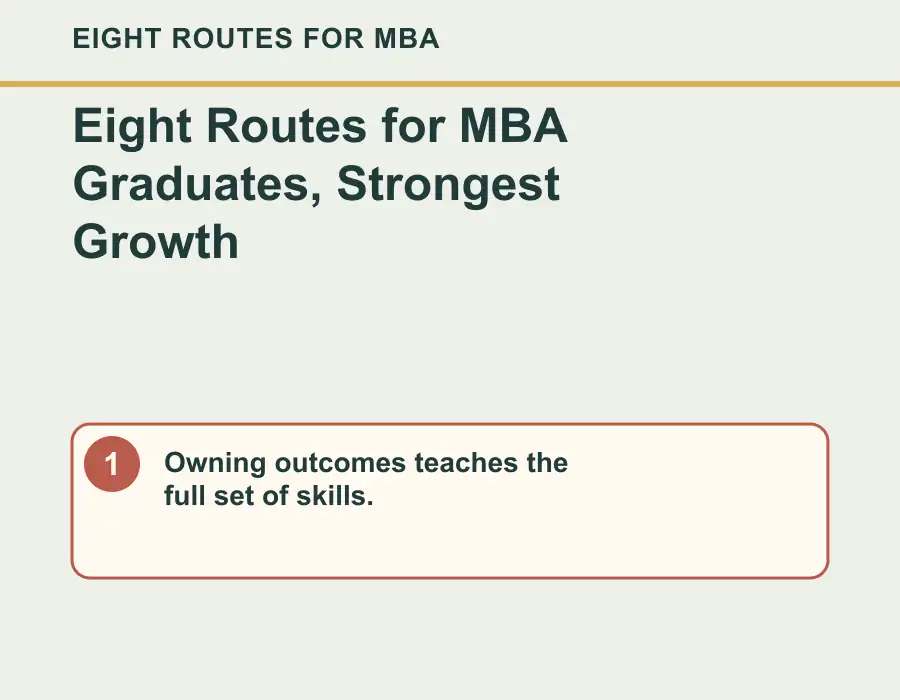 EIGHT ROUTES FOR MBA
Eight Routes for MBA
Graduates, Strongest
Growth
1
Owning outcomes teaches the
full set of skills.